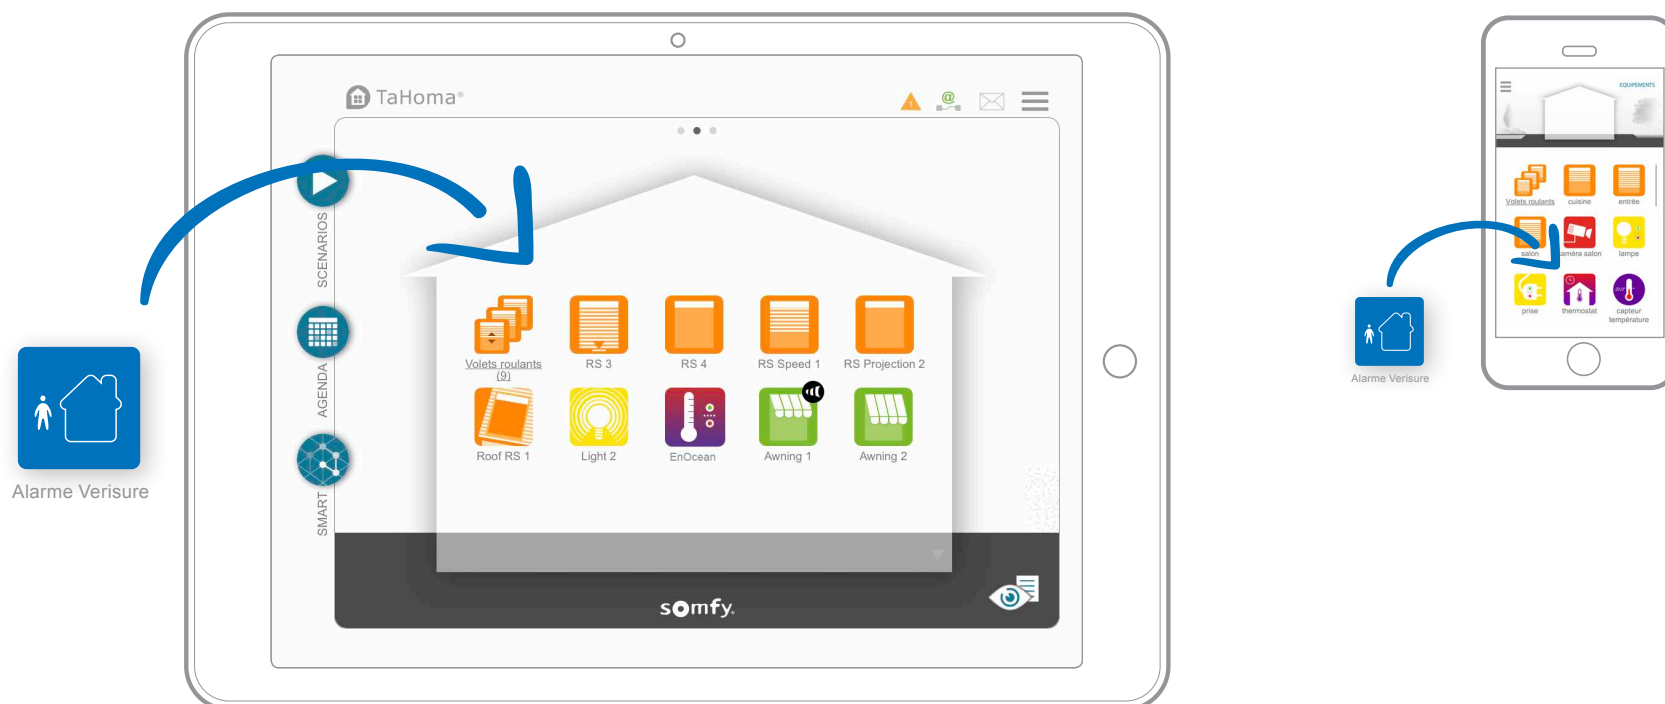 TaHoma®
1
@
SCENARIOS
AGENDA
SMART
Volets roulants
(9)
RS 3
RS 4
RS Speed 1
RS Projection 2
Roof RS 1
Light 2
EnOcean
Awning 1
Awning 2
somfy.
Alarme Verisure
EQUIPEMENTS
Volets roulants
cuisine
entrée
salon
améra salon
lampe
prise
thermostat
capteur
température
Alarme Verisure